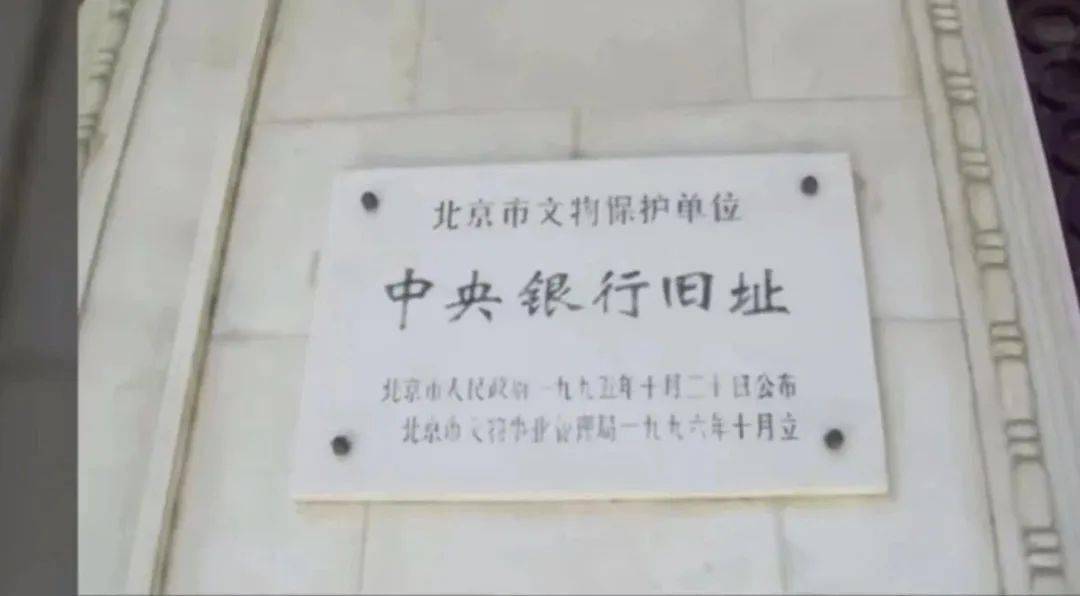 北京市文物保护单位
中央银行旧址
北京市人民政府一九九五年十月二十日公布
北京市文物事业管理局一九九六年十月立